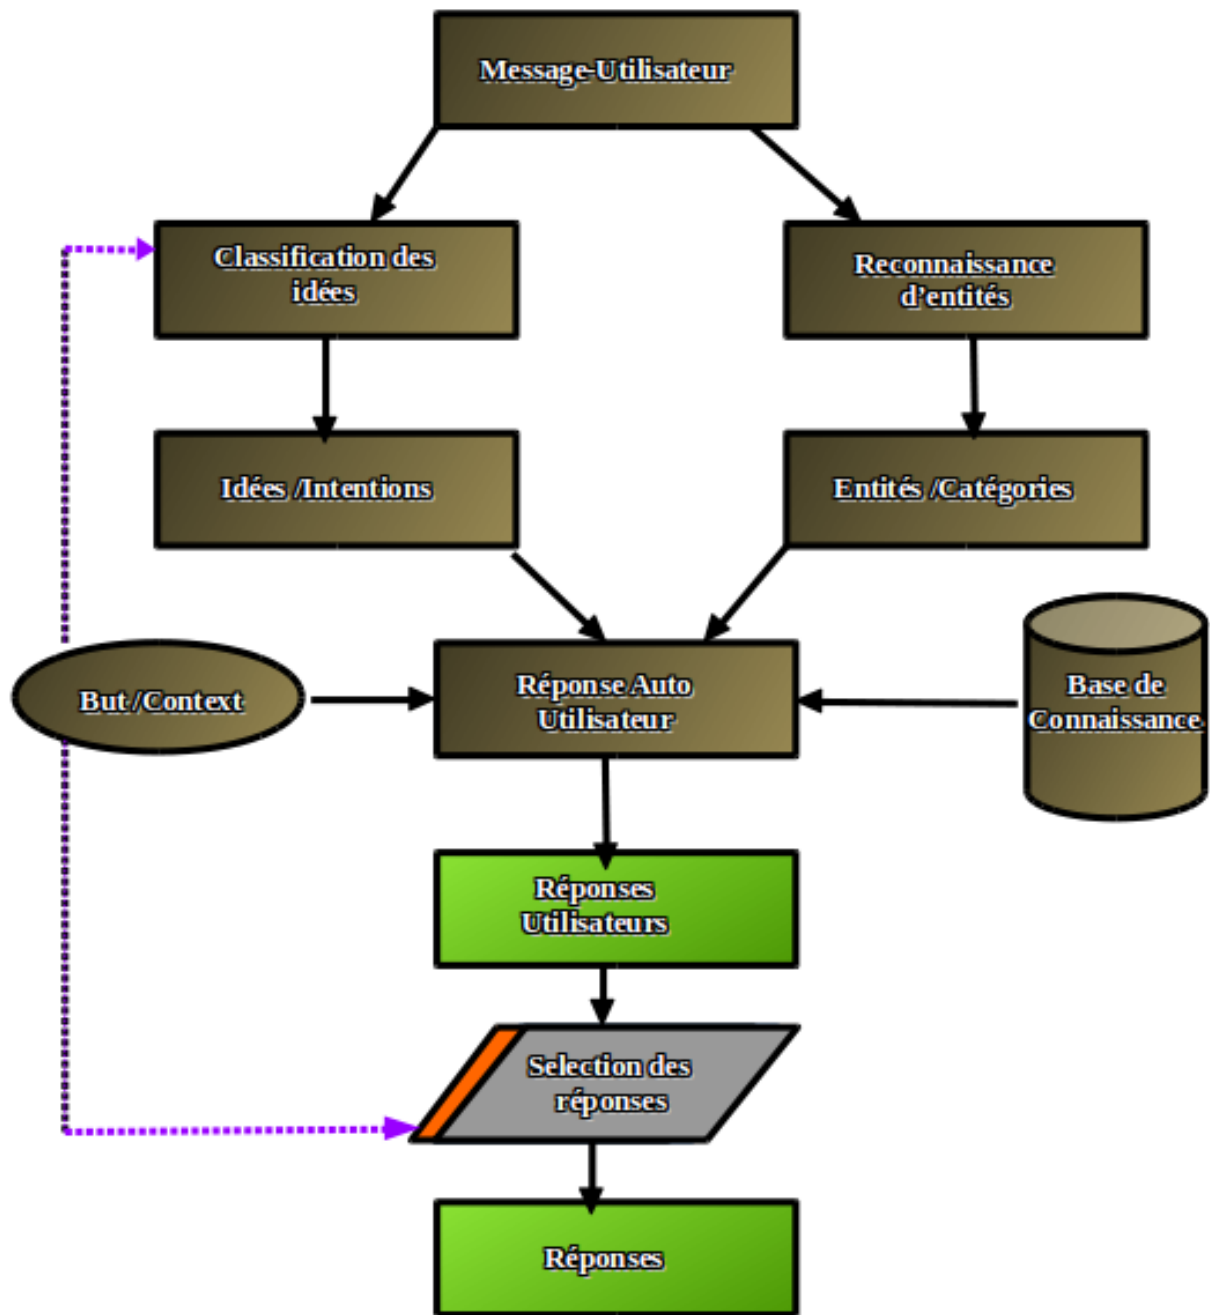 Message-Utilisateur
Classification des
idées
Reconnaissance
d'entités
Idées /Intentions
Entités /Catégories
But /Context
Réponse Auto
Utilisateur
Base de
Connaissance
Réponses
Utilisateurs
Selection des
réponses
Réponses